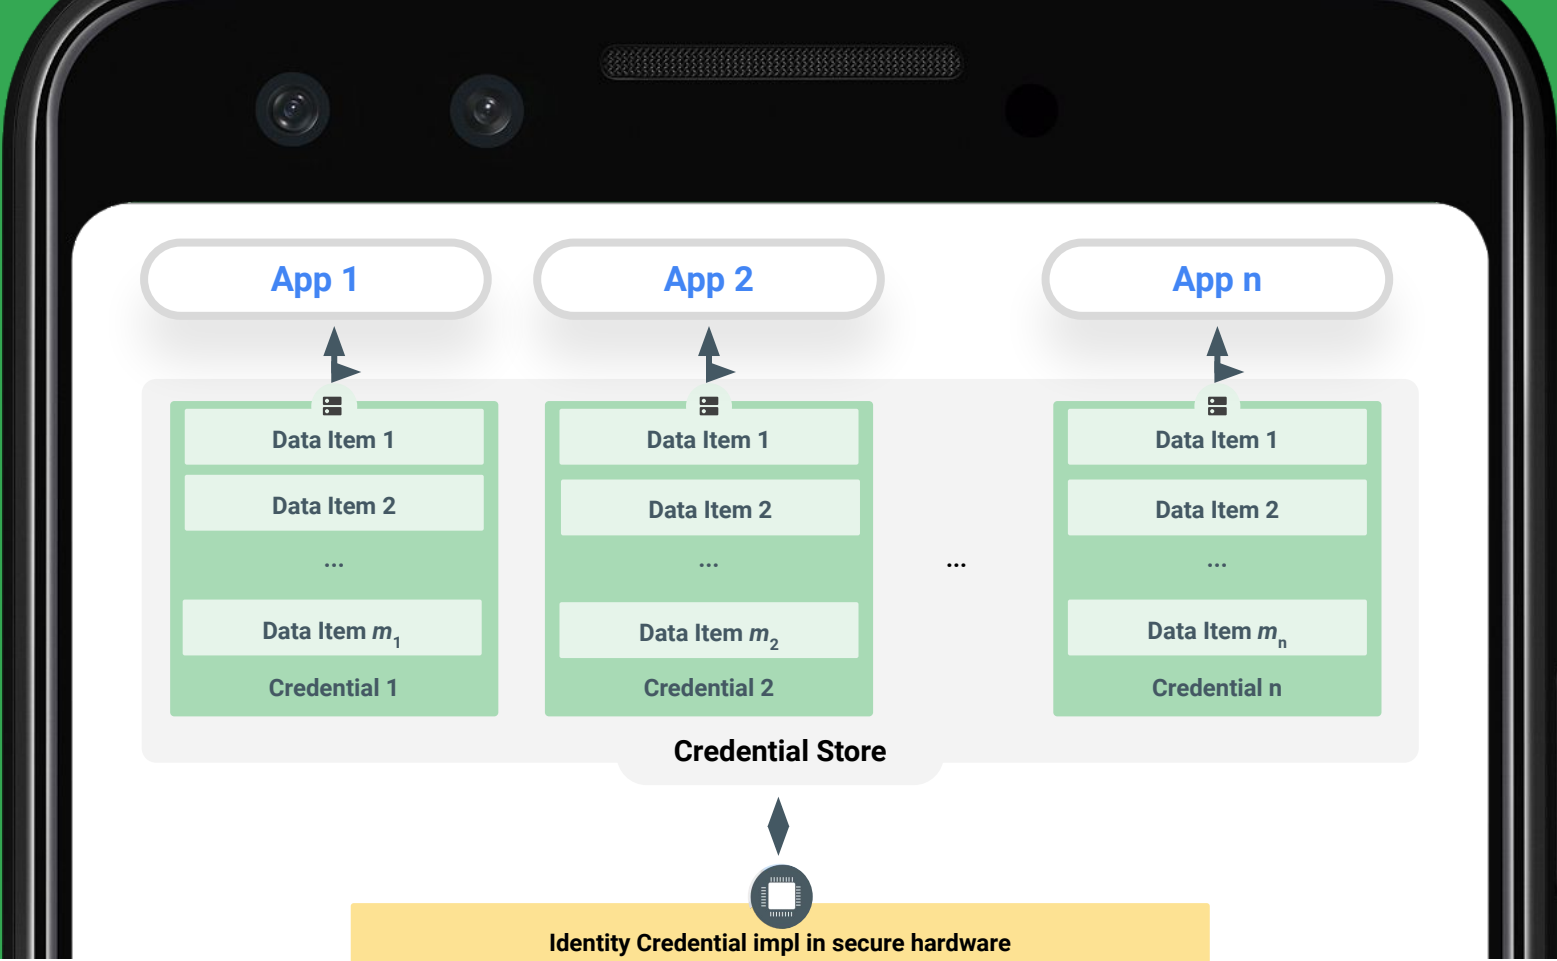 App 1
App 2
App n
Data Item 1
Data Item 2
...
Data Item m1
Credential 1
Data Item 1
Data Item 2
...
Data Item m2
Credential 2
...
Data Item 1
Data Item 2
...
Data Item mn
Credential n
Credential Store
Identity Credential impl in secure hardware